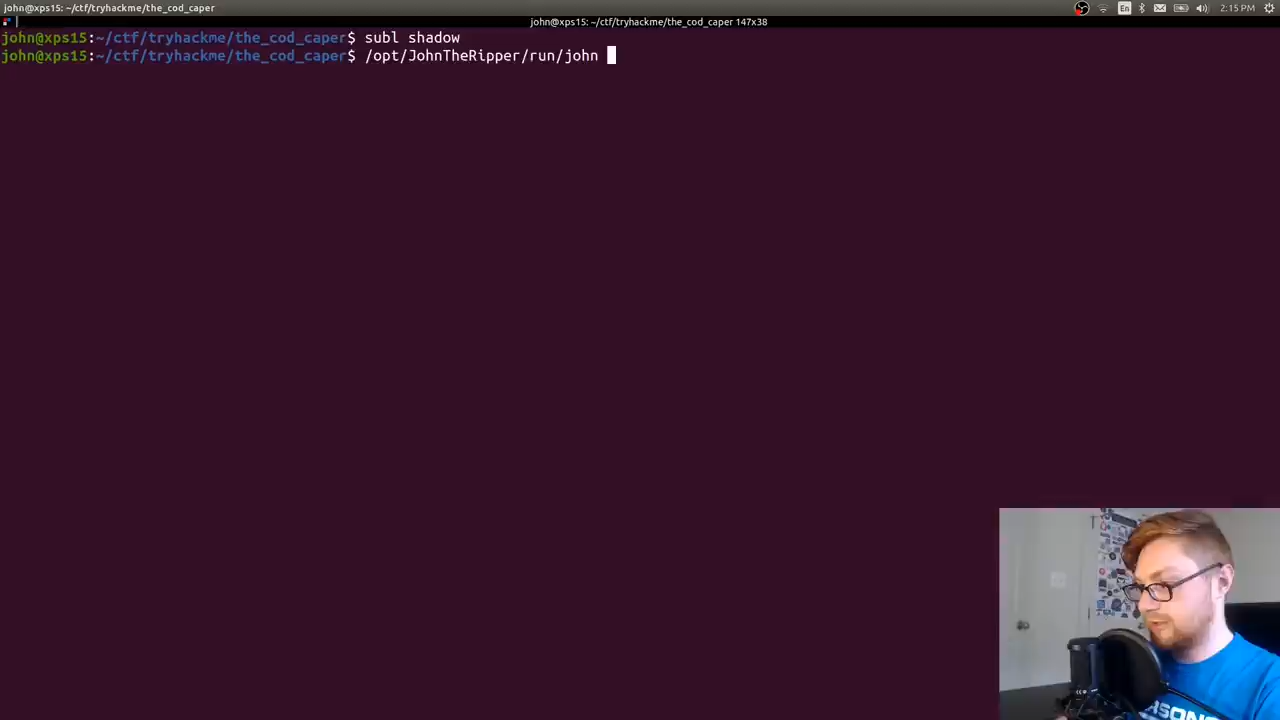 john@xps15: ~/ctf/tryhackme/the_cod_caper
En
2:15 PM
john@xps15: ~/ctf/tryhackme/the_cod_caper 147x38
john@xps15:~/ctf/tryhackme/the_cod_caper$ subl shadow
john@xps15:~/ctf/tryhackme/the_cod_caper$ /opt/JohnTheRipper/run/john